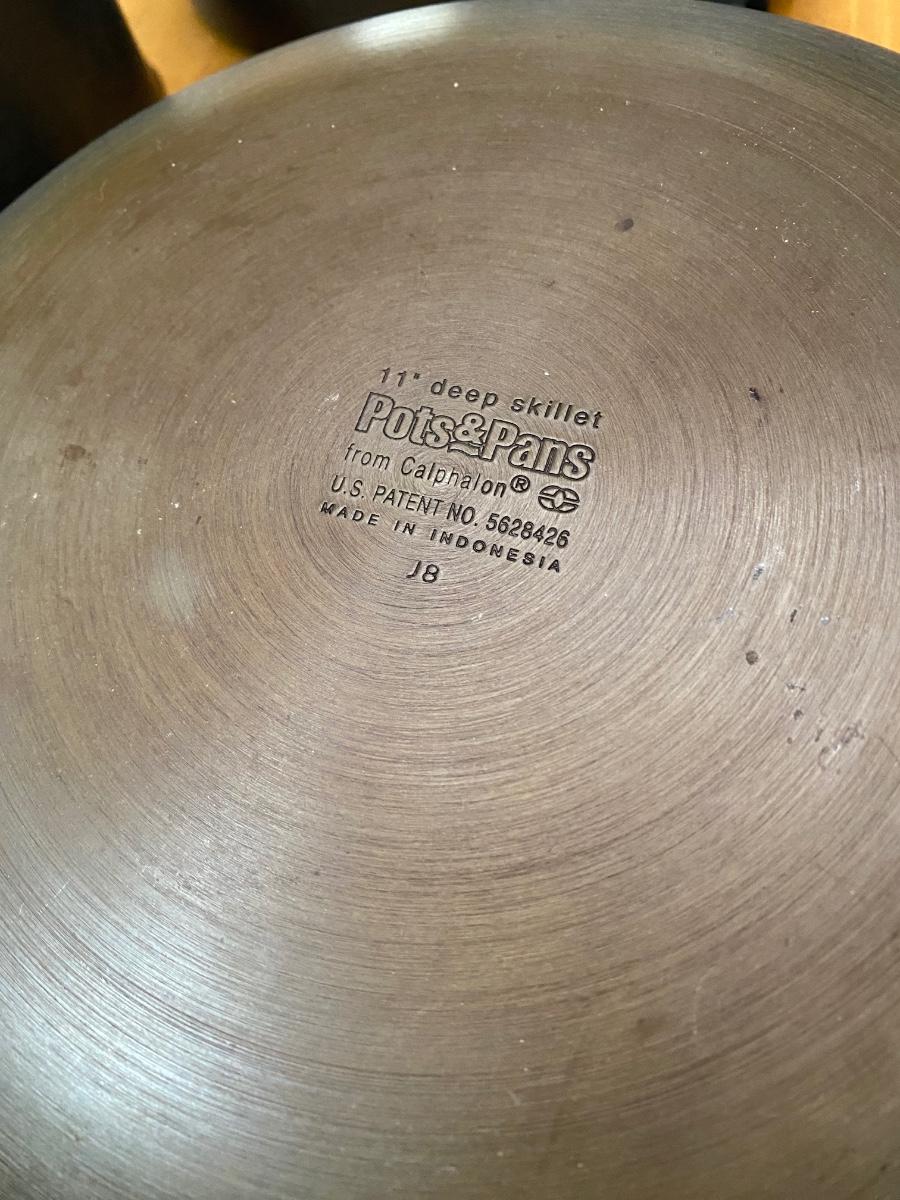 11" deep skillet
Pots&Pans
from Calphalon®
U.S. PATENT NO. 5628426
MADE IN INDONESIA
J8